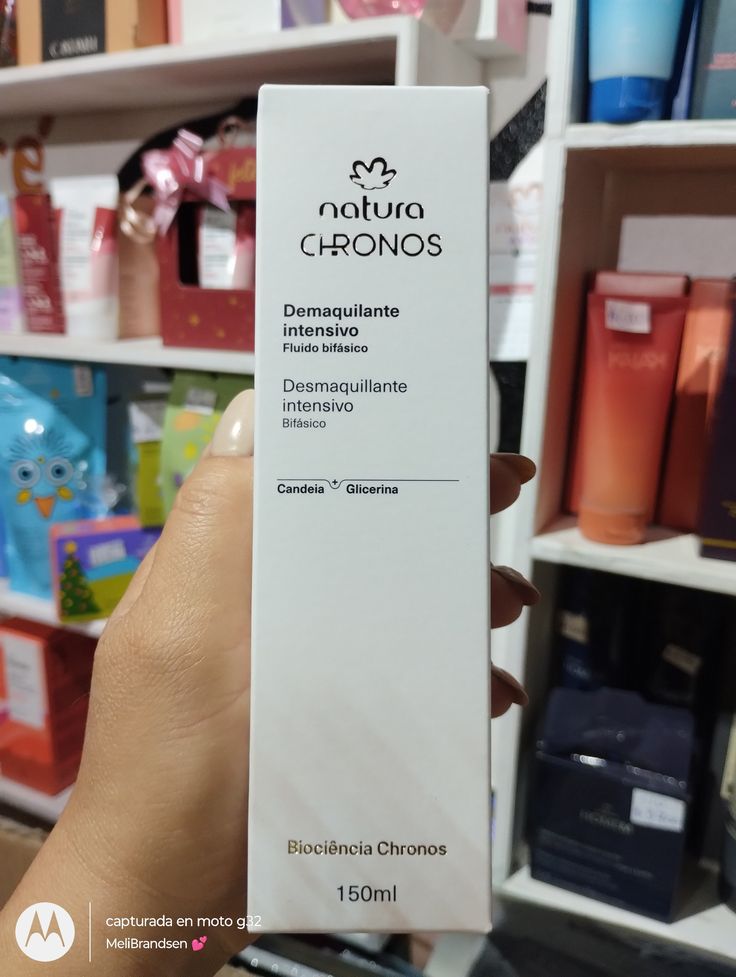 natura
CHRONOS
Demaquilante
intensivo
Fluido bifásico
Desmaquillante
intensivo
Bifásico
Candeia + Glicerina
Biociência Chronos
150ml
capturada en moto g32
MeliBrandsen 💕